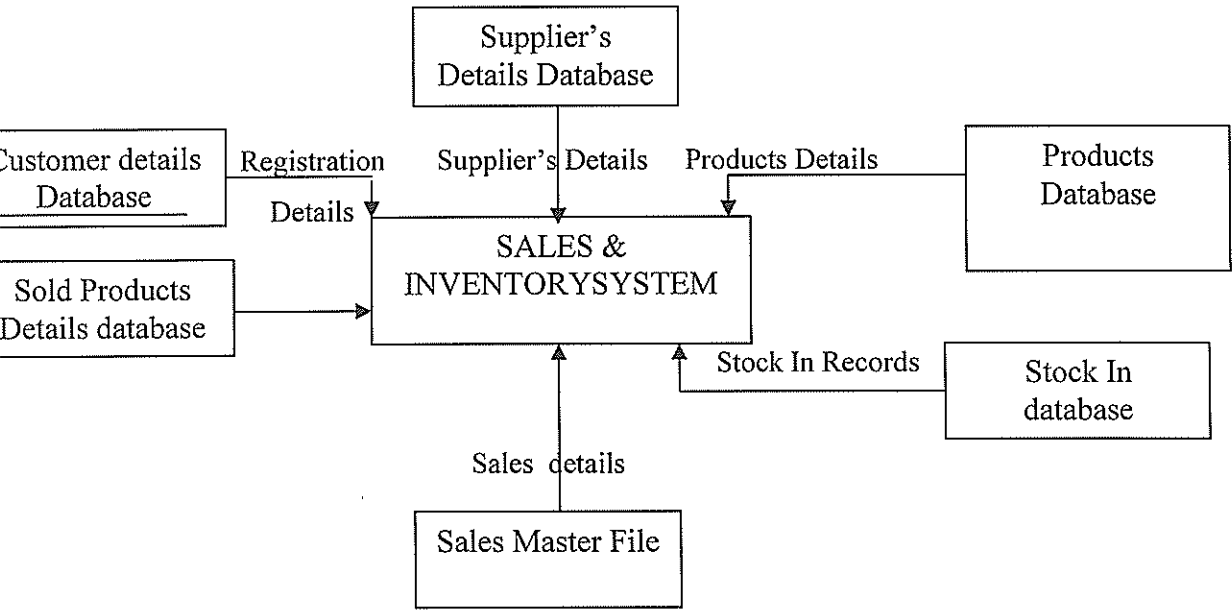 Supplier's
Details Database
Customer details
Database
Registration
Details
Supplier's Details
Products Details
Products
Database
SALES &
INVENTORYSYSTEM
Sold Products
Details database
Stock In Records
Stock In
database
Sales details
Sales Master File